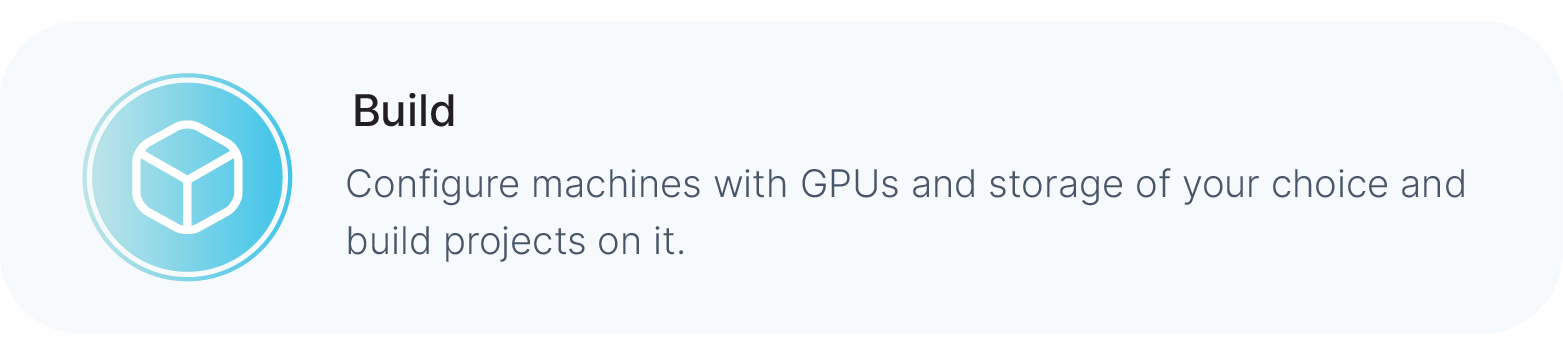 Build
Configure machines with GPUs and storage of your choice and
build projects on it.